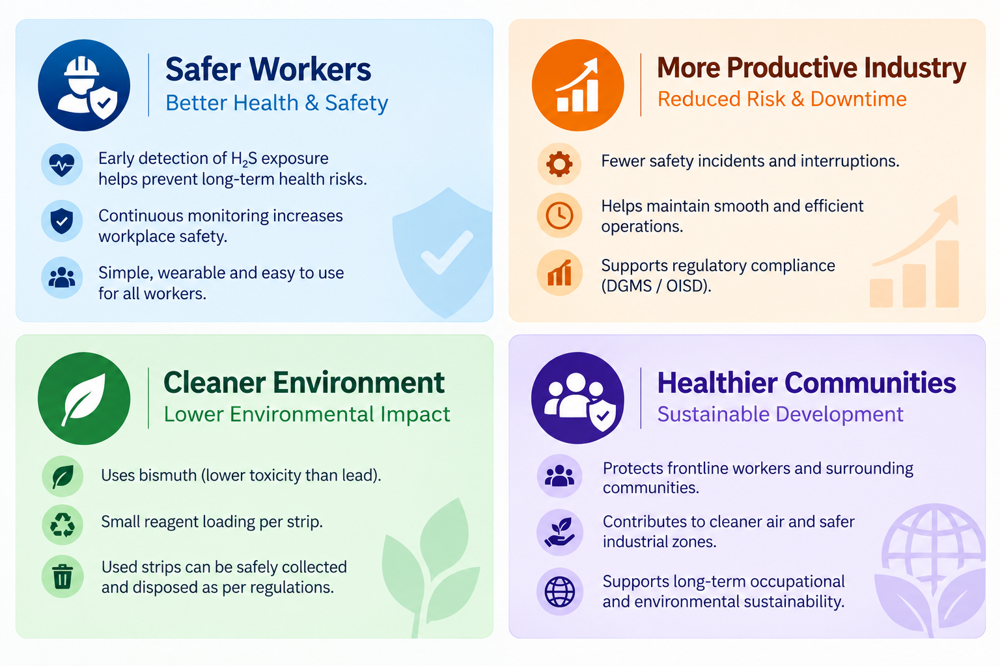 Safer Workers
Better Health & Safety
Early detection of H₂S exposure
helps prevent long-term health risks.
Continuous monitoring increases
workplace safety.
Simple, wearable and easy to use
for all workers.
More Productive Industry
Reduced Risk & Downtime
Fewer safety incidents and interruptions.
Helps maintain smooth and efficient
operations.
Supports regulatory compliance
(DGMS / OISD).
Cleaner Environment
Lower Environmental Impact
Uses bismuth (lower toxicity than lead).
Small reagent loading per strip.
Used strips can be safely collected
and disposed as per regulations.
Healthier Communities
Sustainable Development
Protects frontline workers and surrounding
communities.
Contributes to cleaner air and safer
industrial zones.
Supports long-term occupational
and environmental sustainability.